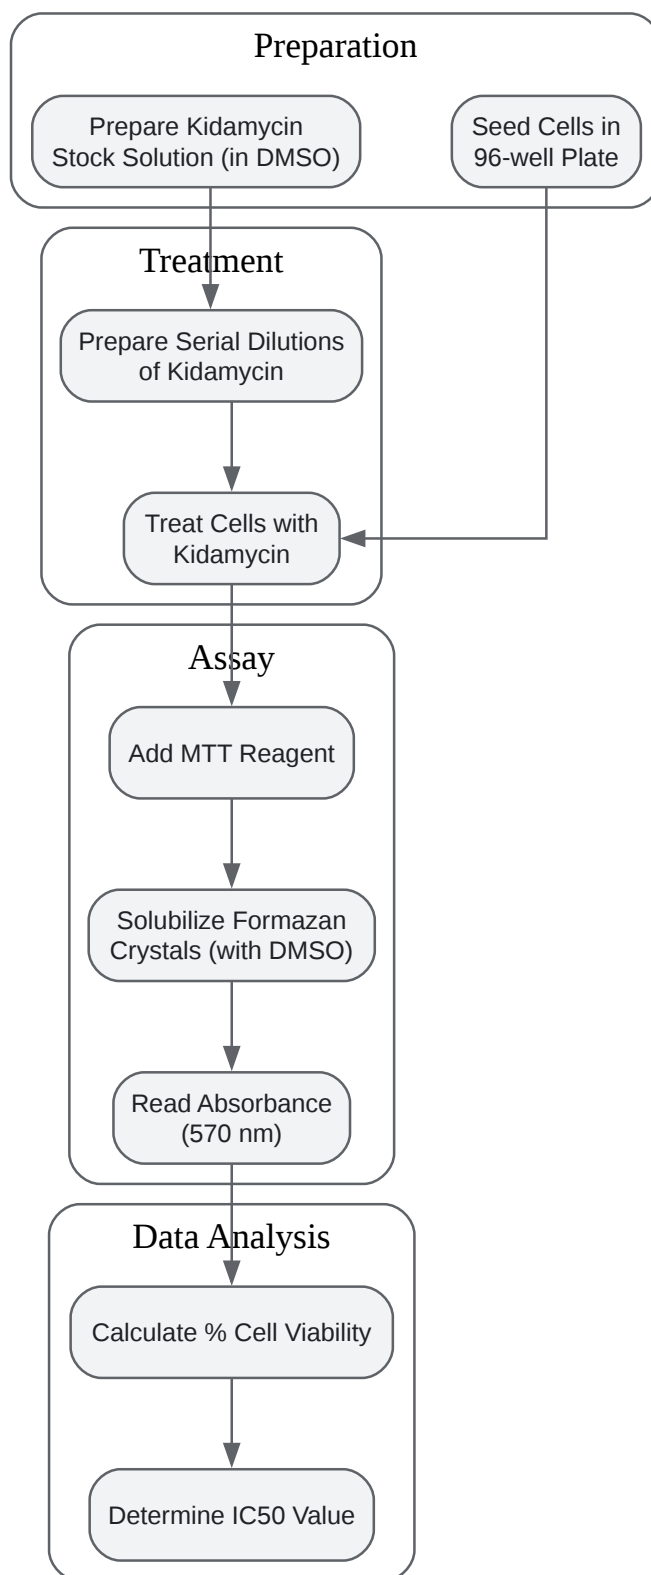 Preparation
Prepare Kidamycin
Stock Solution (in DMSO)
Seed Cells in
96-well Plate
Treatment
Prepare Serial Dilutions
of Kidamycin
Treat Cells with
Kidamycin
Assay
Add MTT Reagent
Solubilize Formazan
Crystals (with DMSO)
Read Absorbance
(570 nm)
Data Analysis
Calculate % Cell Viability
Determine IC50 Value